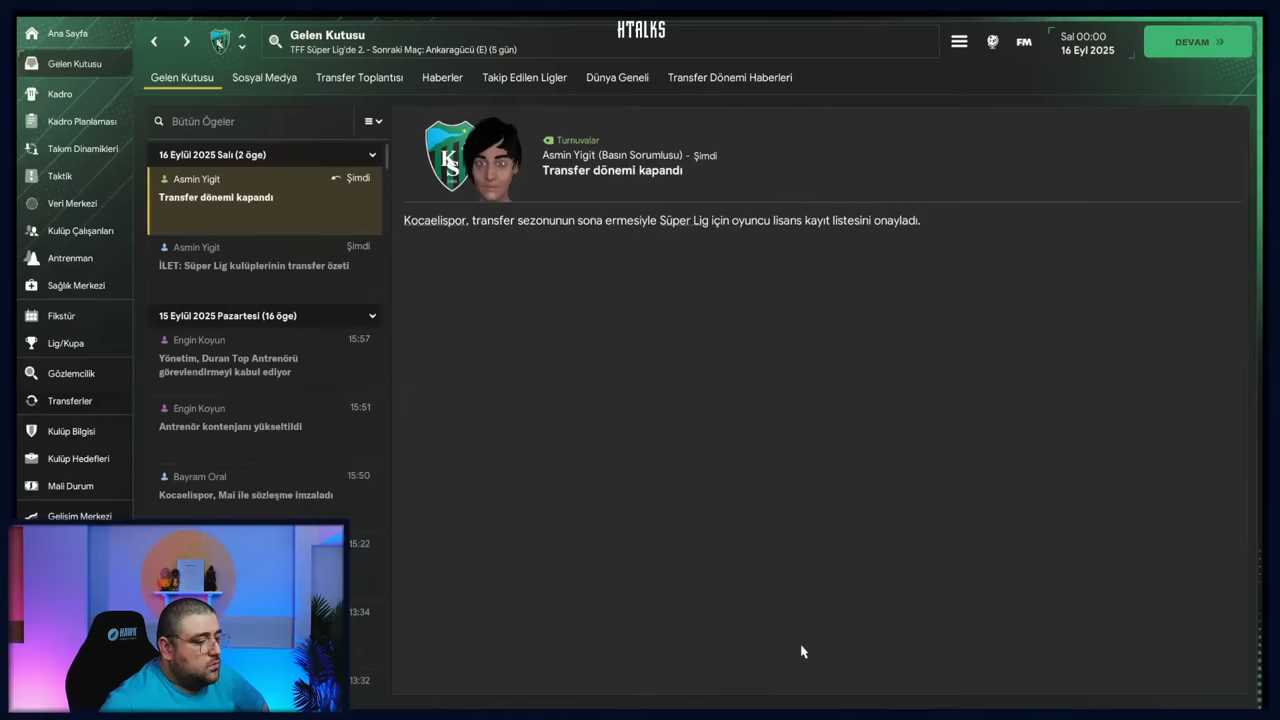 HTALKS
Ana Sayfa
Gelen Kutusu
Kadro
Kadro Planlaması
Takım Dinamikleri
Taktik
Veri Merkezi
Kulüp Çalışanları
Antrenman
Sağlık Merkezi
Fikstür
Lig/Kupa
Gözlemcilik
Transferler
Kulüp Bilgisi
Kulüp Hedefleri
Mali Durum
Gelişim Merkezi
Gelen Kutusu
TFF Süper Lig'de 2. - Sonraki Maç: Ankaragücü (E) (5 gün)
FM
Sal 00:00
16 Eyl 2025
DEVAM
Gelen Kutusu
Sosyal Medya
Transfer Toplantısı
Haberler
Takip Edilen Ligler
Dünya Geneli
Transfer Dönemi Haberleri
Bütün Ögeler
16 Eylül 2025 Salı (2 öge)
Asmin Yigit
Şimdi
Transfer dönemi kapandı
Asmin Yigit
Şimdi
İLET: Süper Lig kulüplerinin transfer özeti
15 Eylül 2025 Pazartesi (16 öge)
Engin Koyun
15:57
Yönetim, Duran Top Antrenörü
görevlendirmeyi kabul ediyor
Engin Koyun
15:51
Antrenör kontenjanı yükseltildi
Bayram Oral
15:50
Kocaelispor, Mai ile sözleşme imzaladı
15:22
13:34
13:32
KS
Turnuvalar
Asmin Yigit (Basın Sorumlusu) - Şimdi
Transfer dönemi kapandı
Kocaelispor, transfer sezonunun sona ermesiyle Süper Lig için oyuncu lisans kayıt listesini onayladı.
HAWK